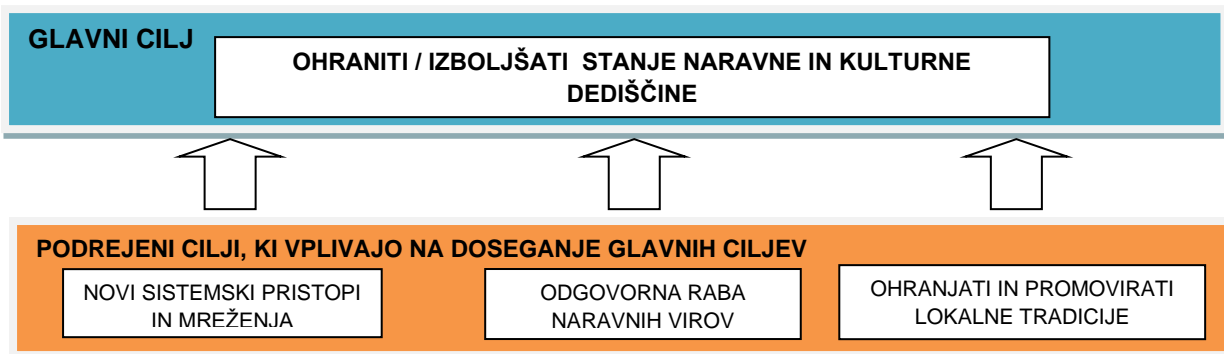 GLAVNI CILJ
OHRANITI / IZBOLJŠATI STANJE NARAVNE IN KULTURNE
DEDIŠČINE
PODREJENI CILJI, KI VPLIVAJO NA DOSEGANJE GLAVNIH CILJEV
NOVI SISTEMSKI PRISTOPI
IN MREŽENJA
ODGOVORNA RABA
NARAVNIH VIROV
OHRANJATI IN PROMOVIRATI
LOKALNE TRADICIJE